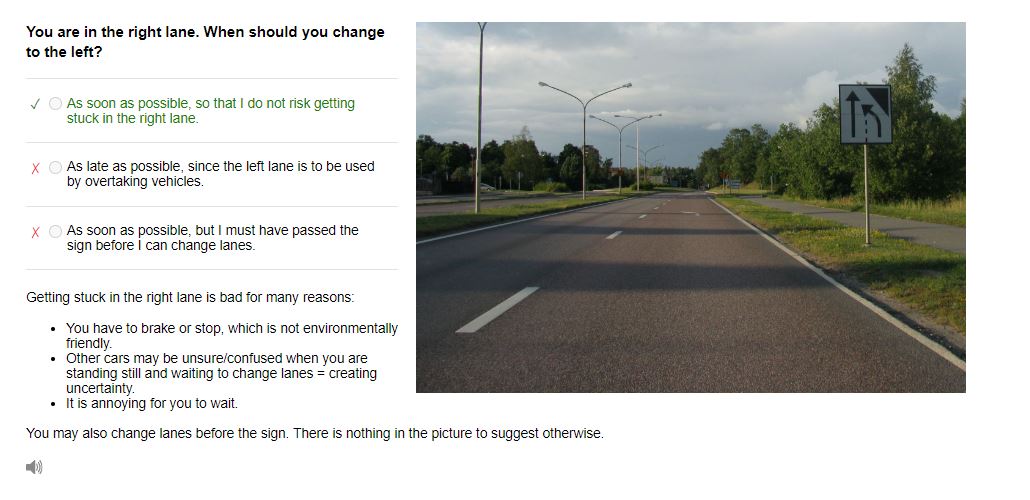 You are in the right lane. When should you change
to the left?
As soon as possible, so that I do not risk getting
stuck in the right lane.
As late as possible, since the left lane is to be used
by overtaking vehicles.
As soon as possible, but I must have passed the
sign before I can change lanes.
Getting stuck in the right lane is bad for many reasons:
You have to brake or stop, which is not environmentally
friendly.
Other cars may be unsure/confused when you are
standing still and waiting to change lanes = creating
uncertainty.
It is annoying for you to wait.
You may also change lanes before the sign. There is nothing in the picture to suggest otherwise.